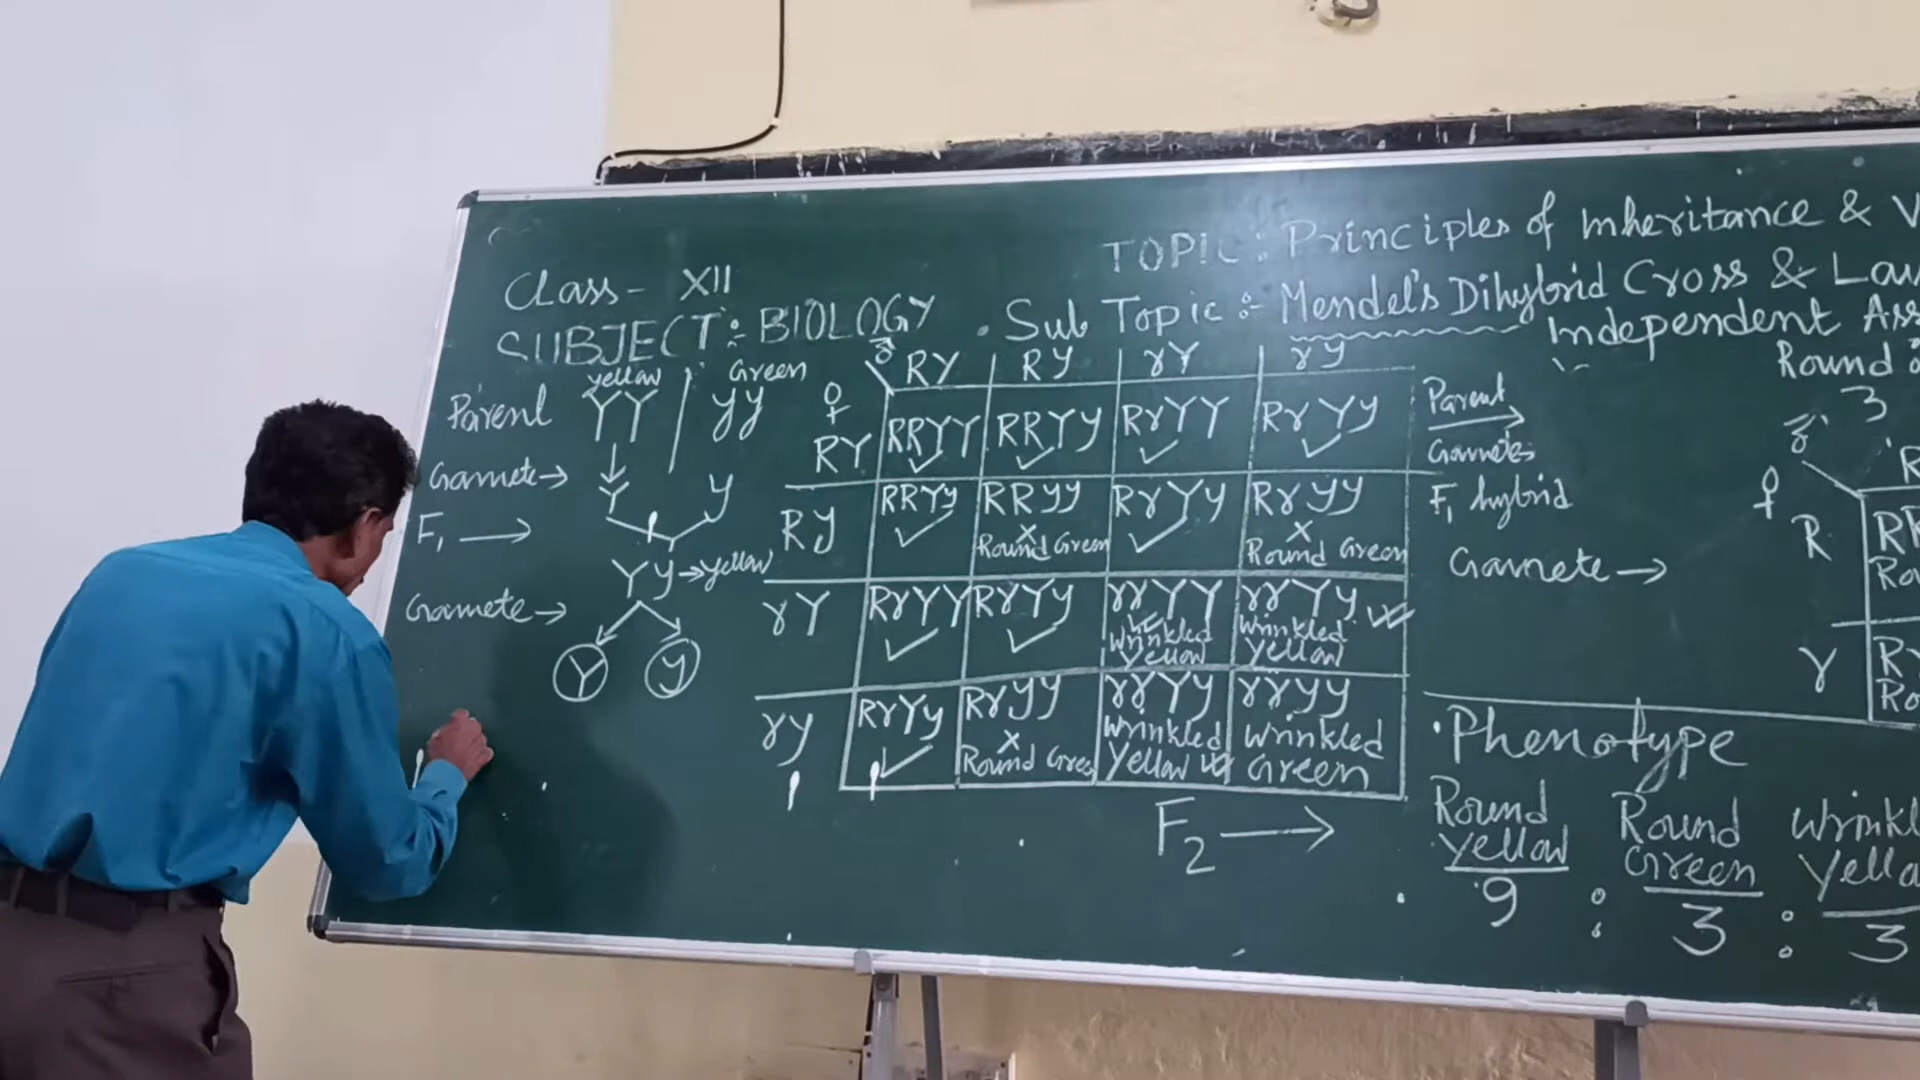 TOPIC : Principles of Inheritance & V
Class - XII
SUBJECT :- BIOLOGY
. Sub Topic :- Mendel's Dihybrid Cross & Law
Independent Ass
yellow Green
Parent YY yy
Gamete → Y y
F1 →
Yy → yellow
Gamete →
Y y
♂ RY Ry rY ry
♀
RY RRYY RRYy RrYY RrYy
Ry RRYy RRyy RrYy Rryy
x x
Round Green Round Green
rY RrYY RrYy rrYY rrYy
Wrinkled Yellow Wrinkled Yellow
ry RrYy Rryy rrYy rryy
x
Round Green Wrinkled Yellow Wrinkled Green
F2 →
Round
3
Parent →
Gametes
F1 hybrid
Gamete →
♂
♀
R
r
. Phenotype
Round Yellow Round Green Wrinkl Yella
9 : 3 : 3